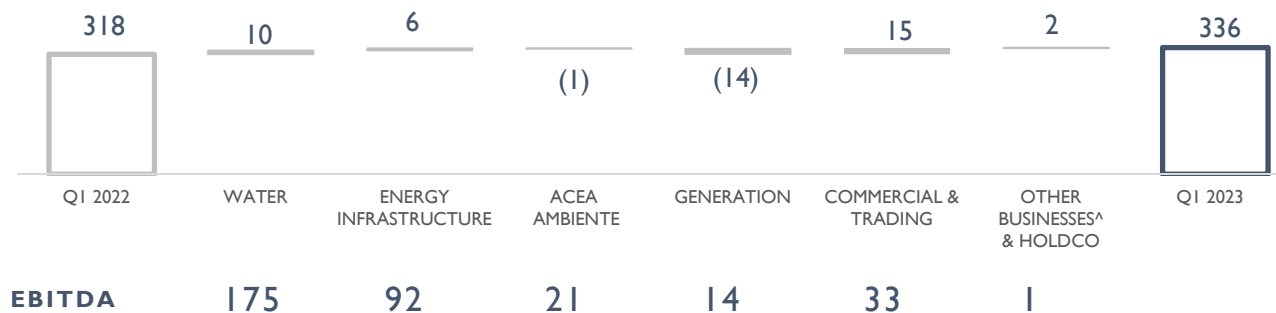 318 10 6 (1) (14) 15 2 336
Q1 2022 WATER ENERGY INFRASTRUCTURE ACEA AMBIENTE GENERATION COMMERCIAL & TRADING OTHER BUSINESSES^ & HOLDCO Q1 2023
EBITDA 175 92 21 14 33 1